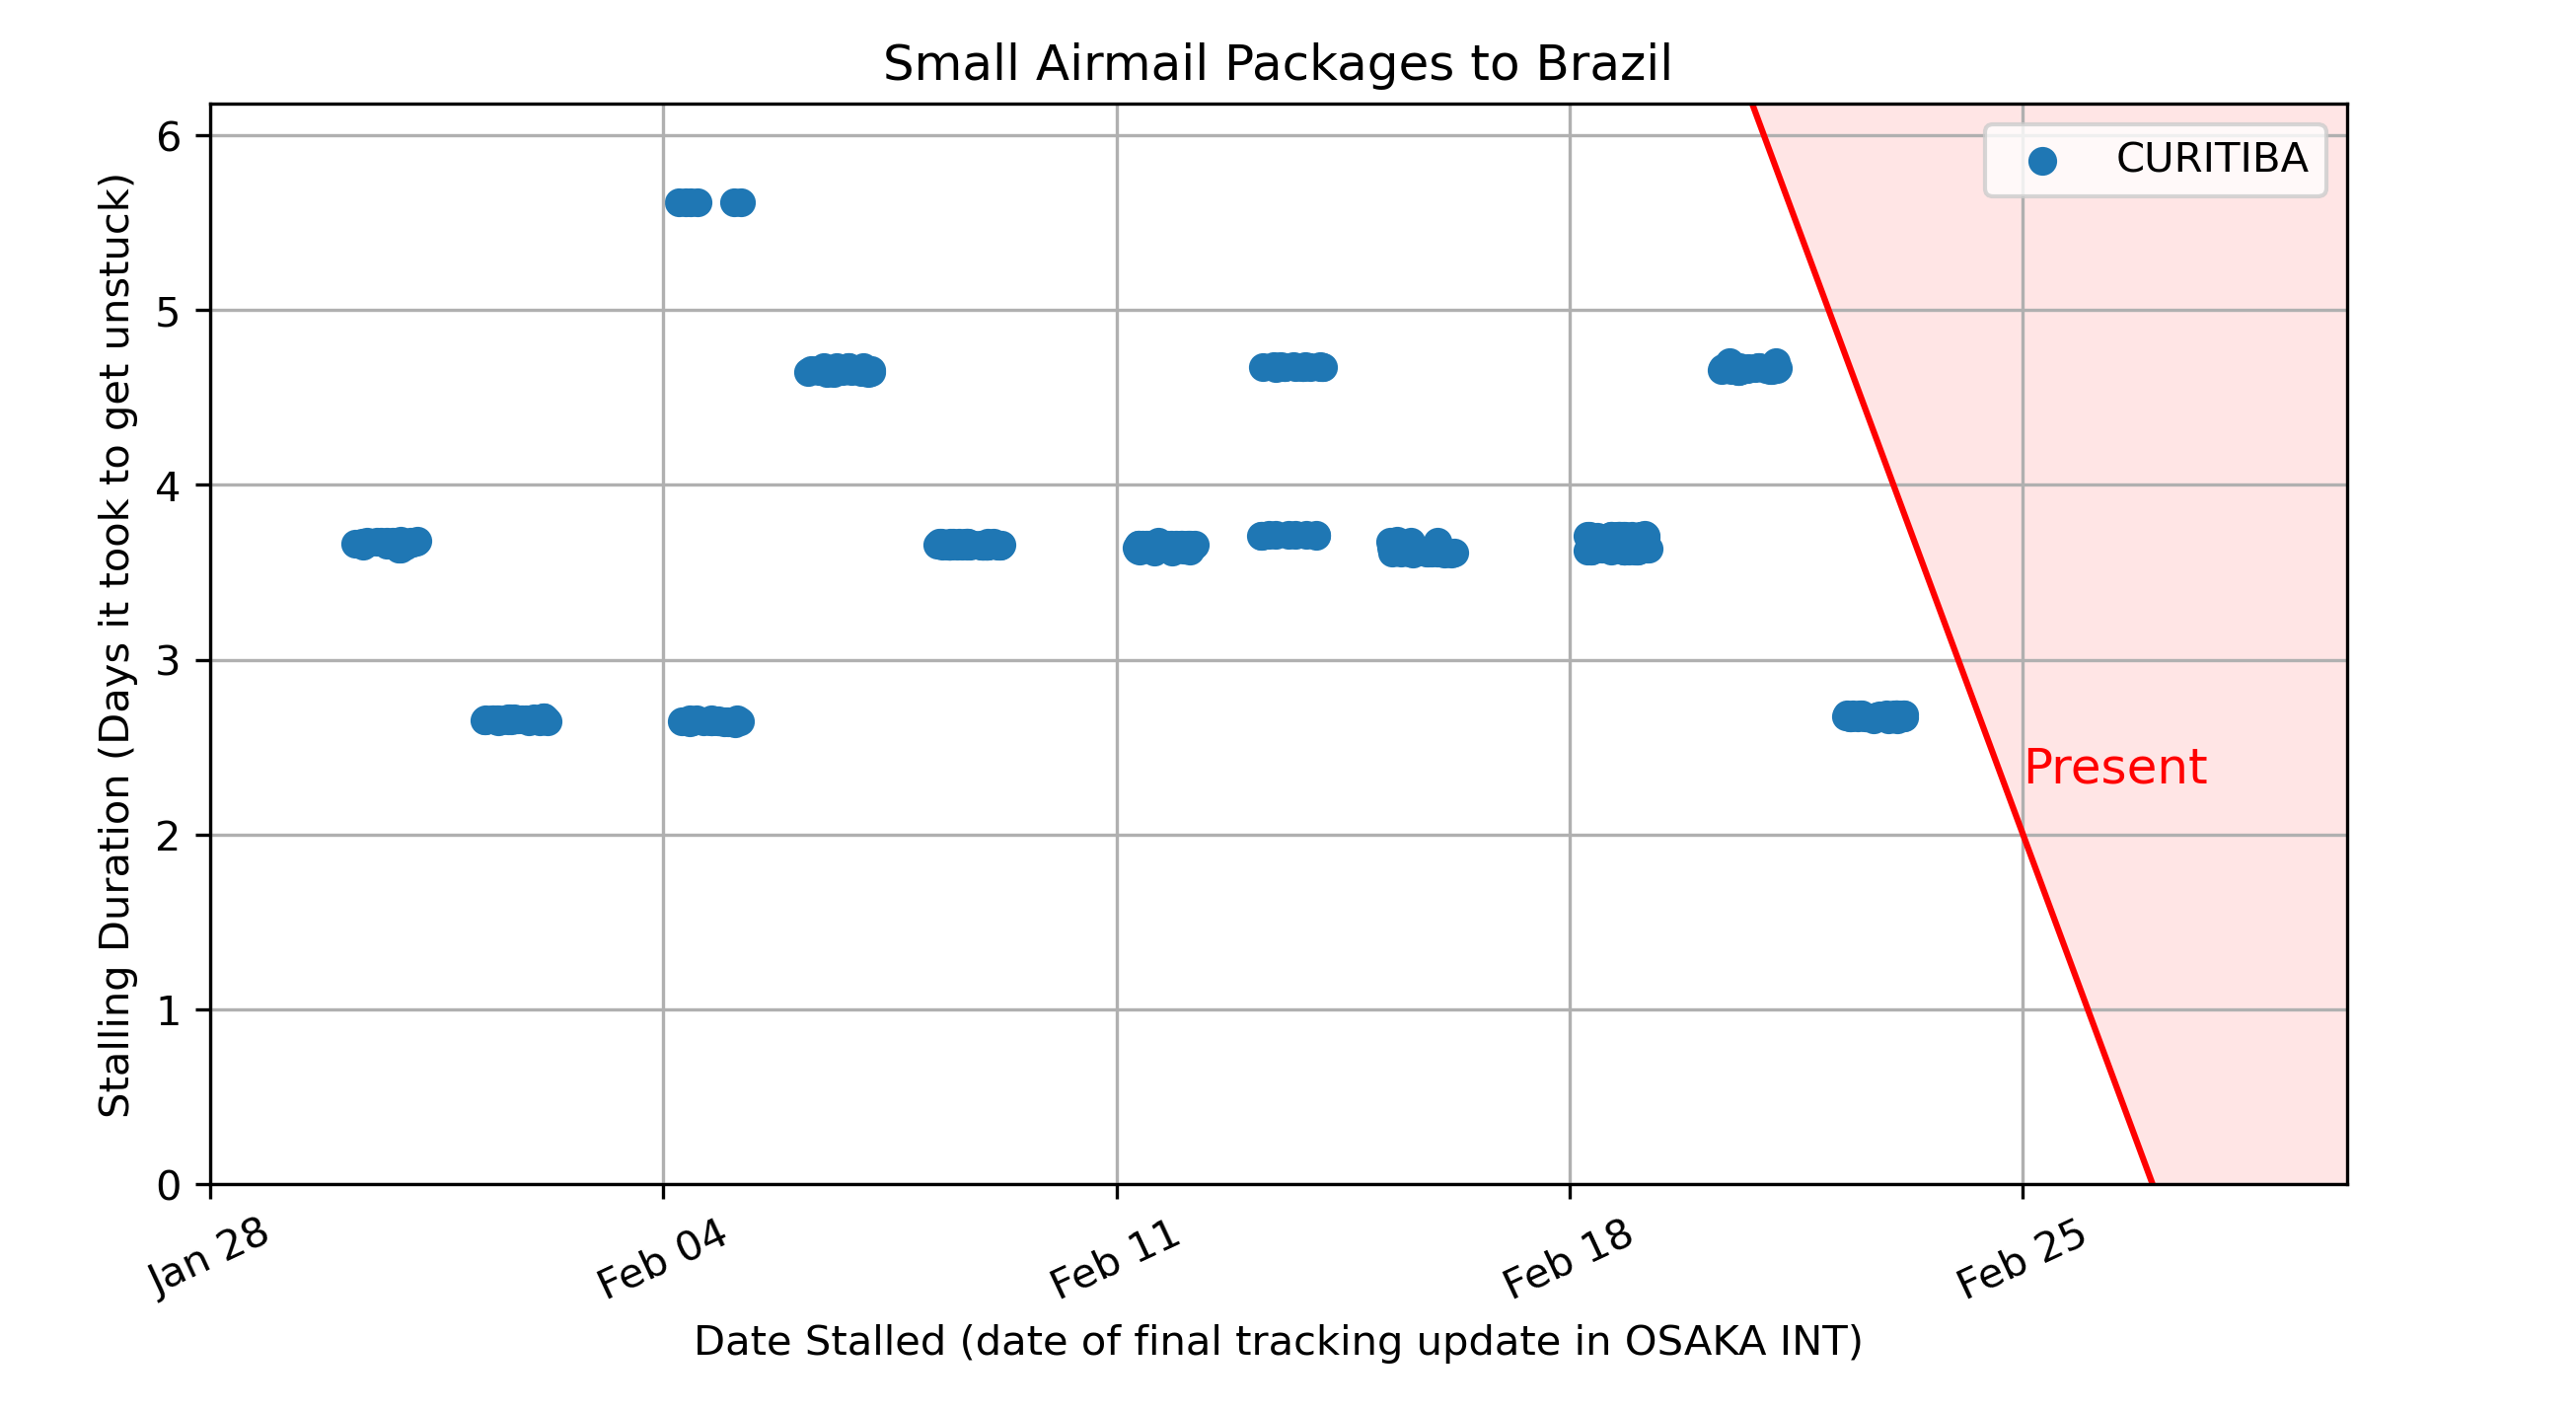 Small Airmail Packages to Brazil
Stalling Duration (Days it took to get unstuck)
6
5
4
3
2
1
0
CURITIBA
Present
Jan 28
Feb 04
Feb 11
Feb 18
Feb 25
Date Stalled (date of final tracking update in OSAKA INT)